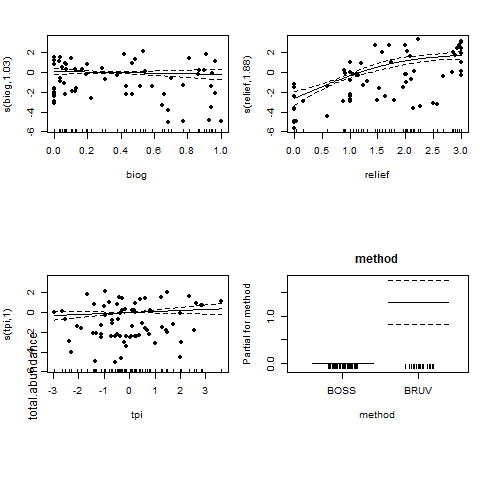 s(biog,1.03)
2
0
-2
-4
-6
0.0 0.2 0.4 0.6 0.8 1.0
biog
s(relief,1.88)
2
0
-2
-4
-6
0.0 0.5 1.0 1.5 2.0 2.5 3.0
relief
s(tpi,1)
total.abundance
2
0
-2
-4
-6
-3 -2 -1 0 1 2 3
tpi
method
Partial for method
1.0
0.0
BOSS BRUV
method